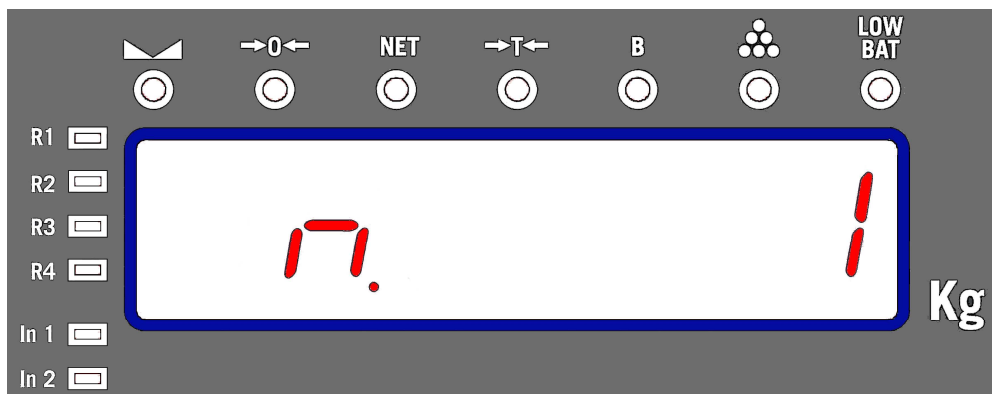 →0← NET →T← B LOW BAT
R1
R2
R3
R4
n. 1
Kg
In 1
In 2